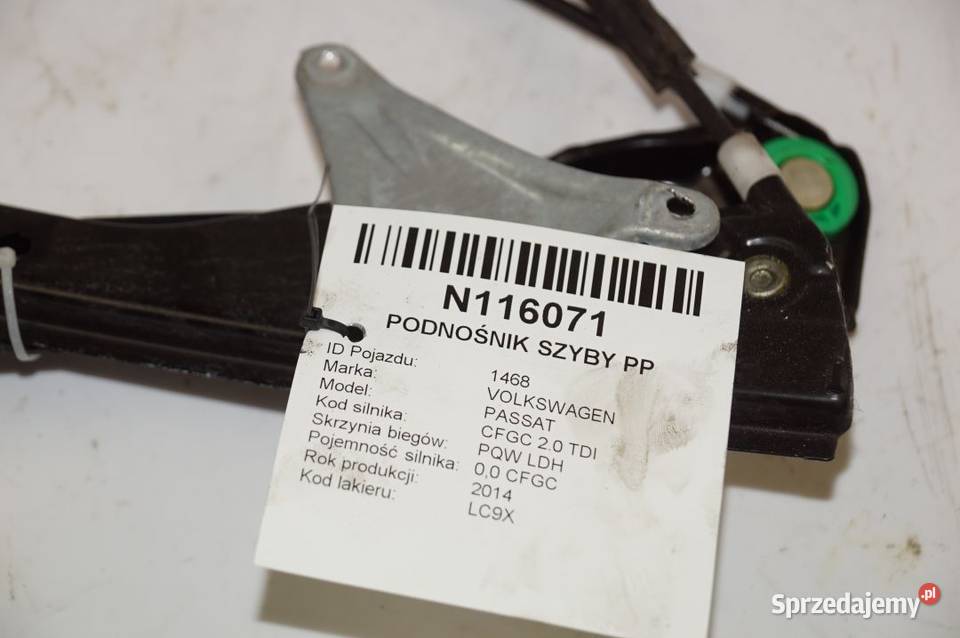 N116071
PODNOŚNIK SZYBY PP
ID Pojazdu: 1468
Marka: VOLKSWAGEN
Model: PASSAT
Kod silnika: CFGC 2.0 TDI
Skrzynia biegów: PQW LDH
Pojemność silnika: 0,0 CFGC
Rok produkcji: 2014
Kod lakieru: LC9X
Sprzedajemy.pl